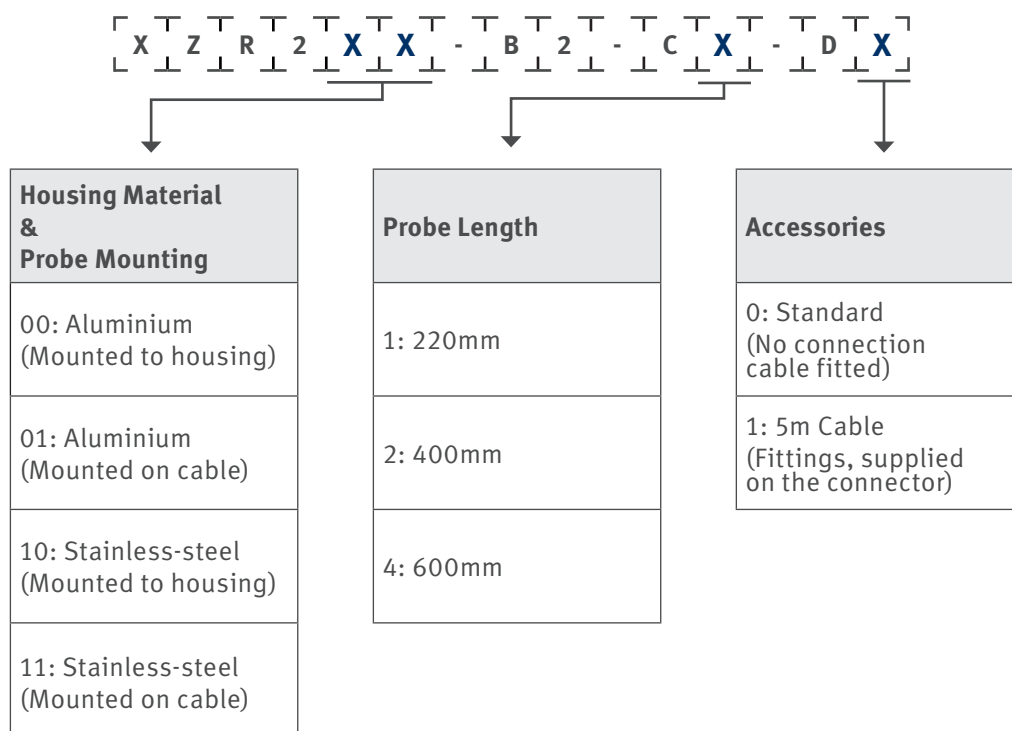 X Z R 2 X X - B 2 - C X - D X
Housing Material
&
Probe Mounting
00: Aluminium
(Mounted to housing)
01: Aluminium
(Mounted on cable)
10: Stainless-steel
(Mounted to housing)
11: Stainless-steel
(Mounted on cable)
Probe Length
1: 220mm
2: 400mm
4: 600mm
Accessories
0: Standard
(No connection
cable fitted)
1: 5m Cable
(Fittings, supplied
on the connector)